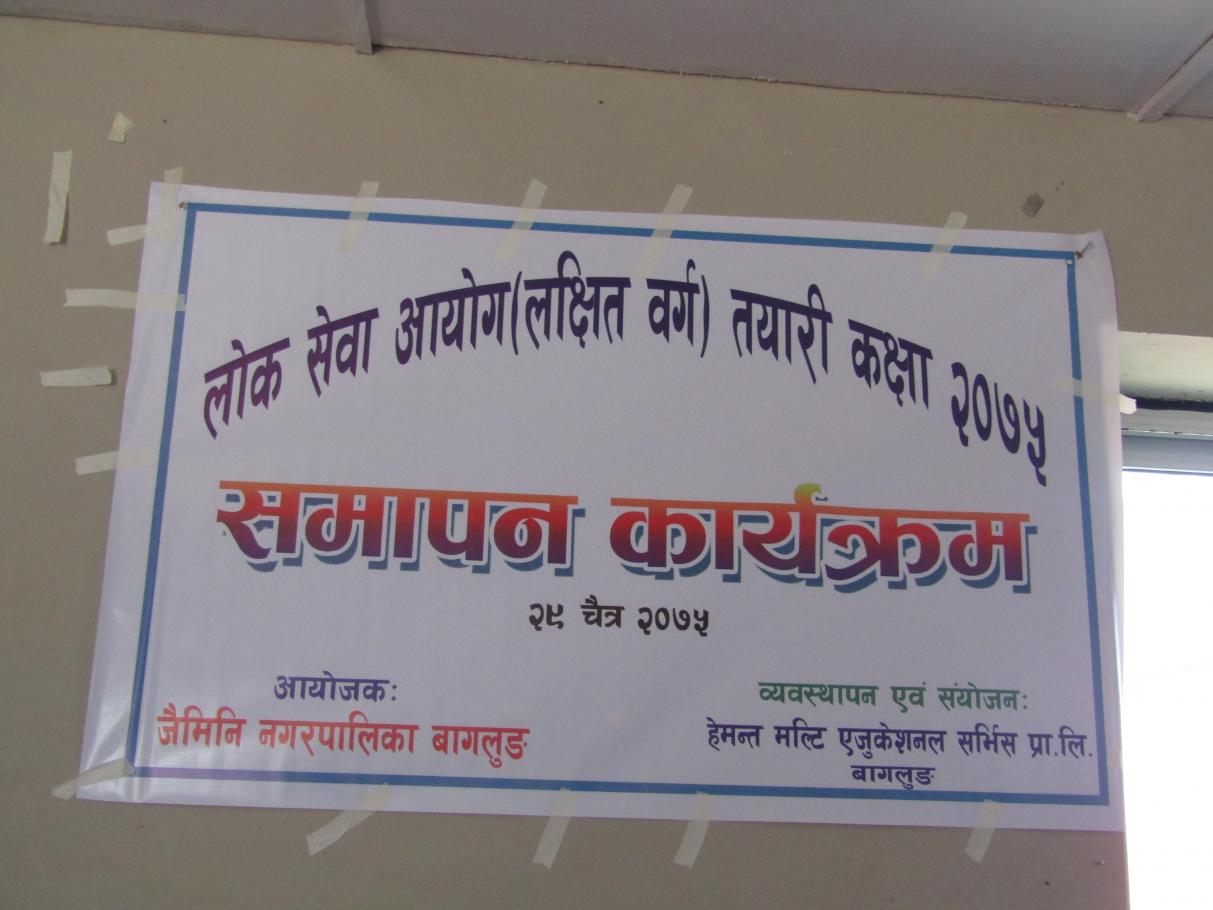 लोक सेवा आयोग(लक्षित वर्ग) तयारी कक्षा २०७५
समापन कार्यक्रम
२९ चैत्र २०७५
आयोजकः
जैमिनि नगरपालिका बागलुङ
व्यवस्थापन एवं संयोजनः
हेमन्त मल्टि एजुकेशनल सर्भिस प्रा.लि.
बागलुङ